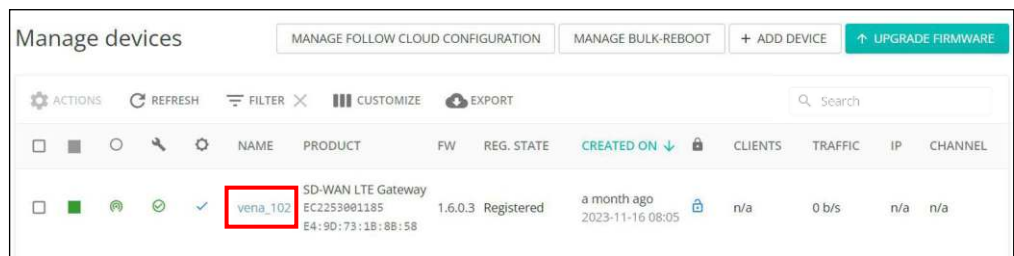 Manage devices
MANAGE FOLLOW CLOUD CONFIGURATION
MANAGE BULK-REBOOT
+ ADD DEVICE
↑ UPGRADE FIRMWARE
ACTIONS
REFRESH
FILTER
CUSTOMIZE
EXPORT
Search
NAME PRODUCT FW REG. STATE CREATED ON ↓ CLIENTS TRAFFIC IP CHANNEL
SD-WAN LTE Gateway
vena_102 EC2253001185 1.6.0.3 Registered a month ago n/a 0 b/s n/a n/a
2023-11-16 08:05
E4:9D:73:1B:8B:58